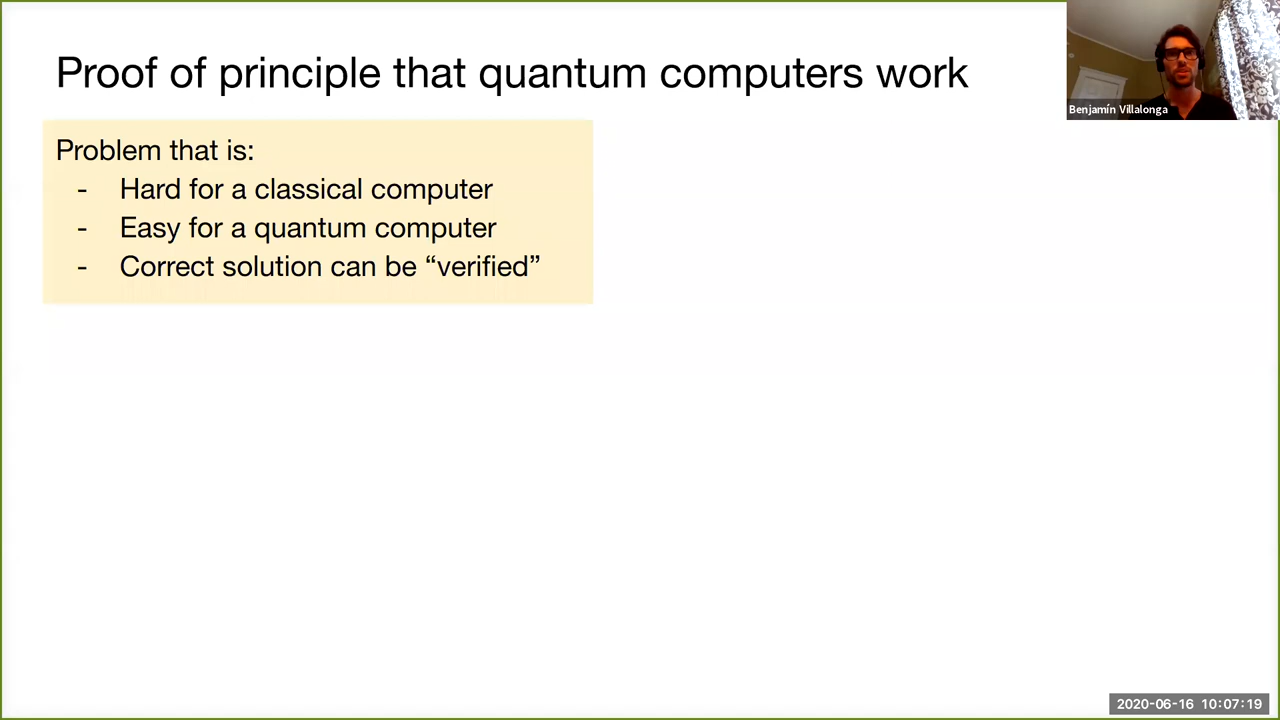 Proof of principle that quantum computers work
Benjamín Villalonga
Problem that is:
- Hard for a classical computer
- Easy for a quantum computer
- Correct solution can be “verified”
2020-06-16 10:07:19